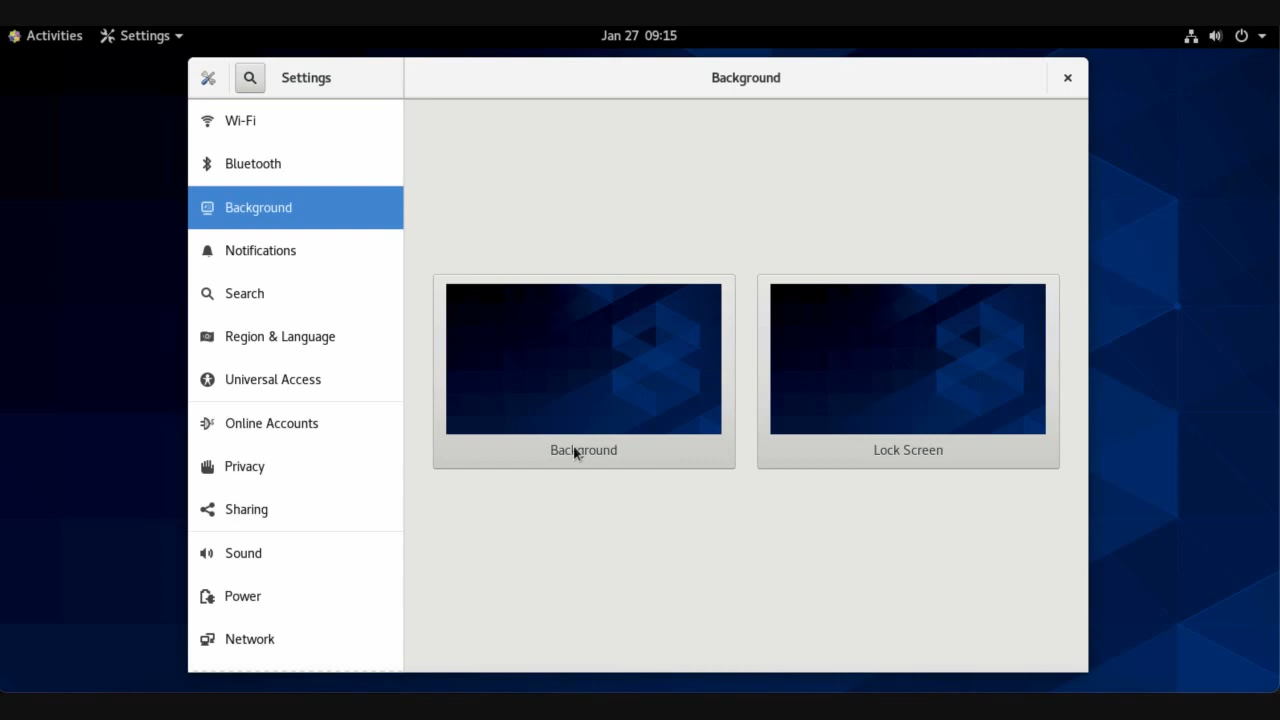 Activities
Settings
Jan 27 09:15
Settings
Background
Wi-Fi
Bluetooth
Background
Notifications
Search
Region & Language
Universal Access
Online Accounts
Privacy
Sharing
Sound
Power
Network
Background
Lock Screen